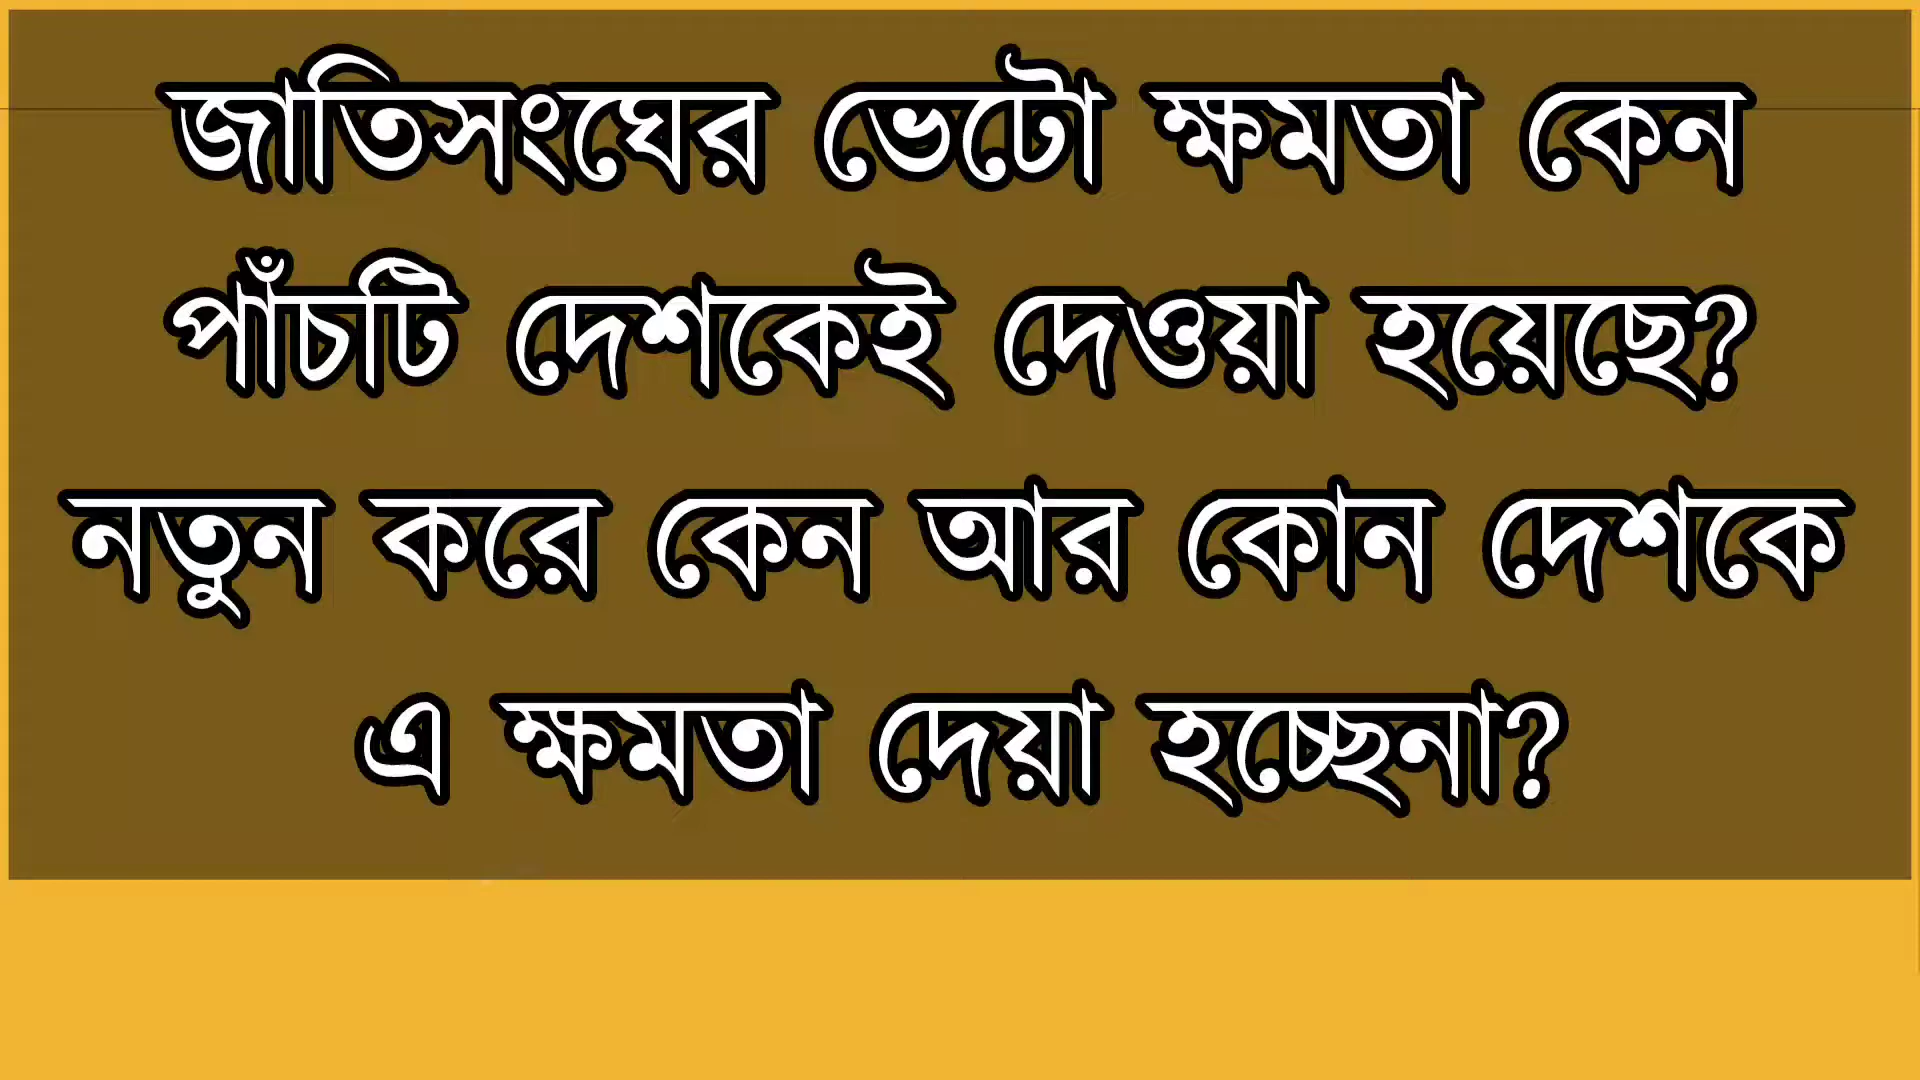 জাতিসংঘের ভেটো ক্ষমতা কেন
পাঁচটি দেশকেই দেওয়া হয়েছে?
নতুন করে কেন আর কোন দেশকে
এ ক্ষমতা দেয়া হচ্ছেনা?